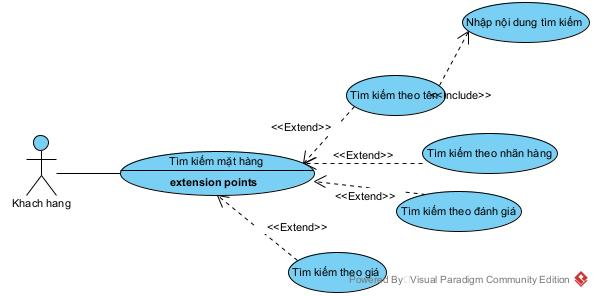 Nhập nội dung tìm kiếm
Tìm kiếm theo tên
<<Include>>
<<Extend>>
Tìm kiếm mặt hàng
<<Extend>>
Tìm kiếm theo nhãn hàng
extension points
<<Extend>>
Khach hang
Tìm kiếm theo đánh giá
<<Extend>>
Tìm kiếm theo giá
Powered By Visual Paradigm Community Edition